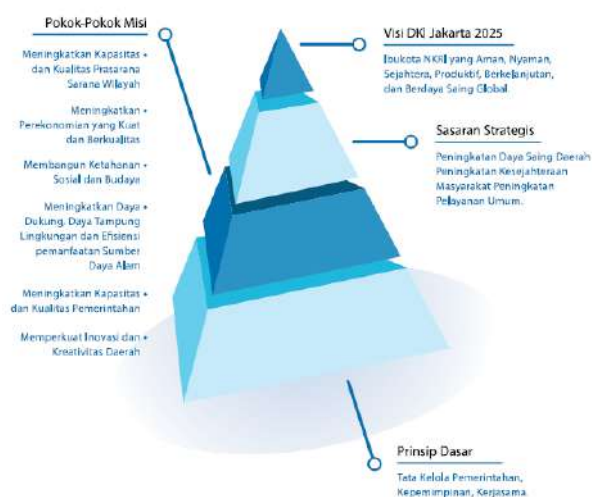 Pokok-Pokok Misi
Meningkatkan Kapasitas •
dan Kualitas Prasarana
Sarana Wilayah
Meningkatkan •
Perekonomian yang Kuat
dan Berkualitas
Membangun Ketahanan •
Sosial dan Budaya
Meningkatkan Daya •
Dukung, Daya Tampung
Lingkungan dan Efisiensi
pemanfaatan Sumber
Daya Alam
Meningkatkan Kapasitas •
dan Kualitas Pemerintahan
Memperkuat Inovasi dan •
Kreativitas Daerah
Visi DKI Jakarta 2025
Ibukota NKRI yang Aman, Nyaman,
Sejahtera, Produktif, Berkelanjutan,
dan Berdaya Saing Global
Sasaran Strategis
Peningkatan Daya Saing Daerah
Peningkatan Kesejahteraan
Masyarakat Peningkatan
Pelayanan Umum.
Prinsip Dasar
Tata Kelola Pemerintahan,
Kepemimpinan, Kerjasama.